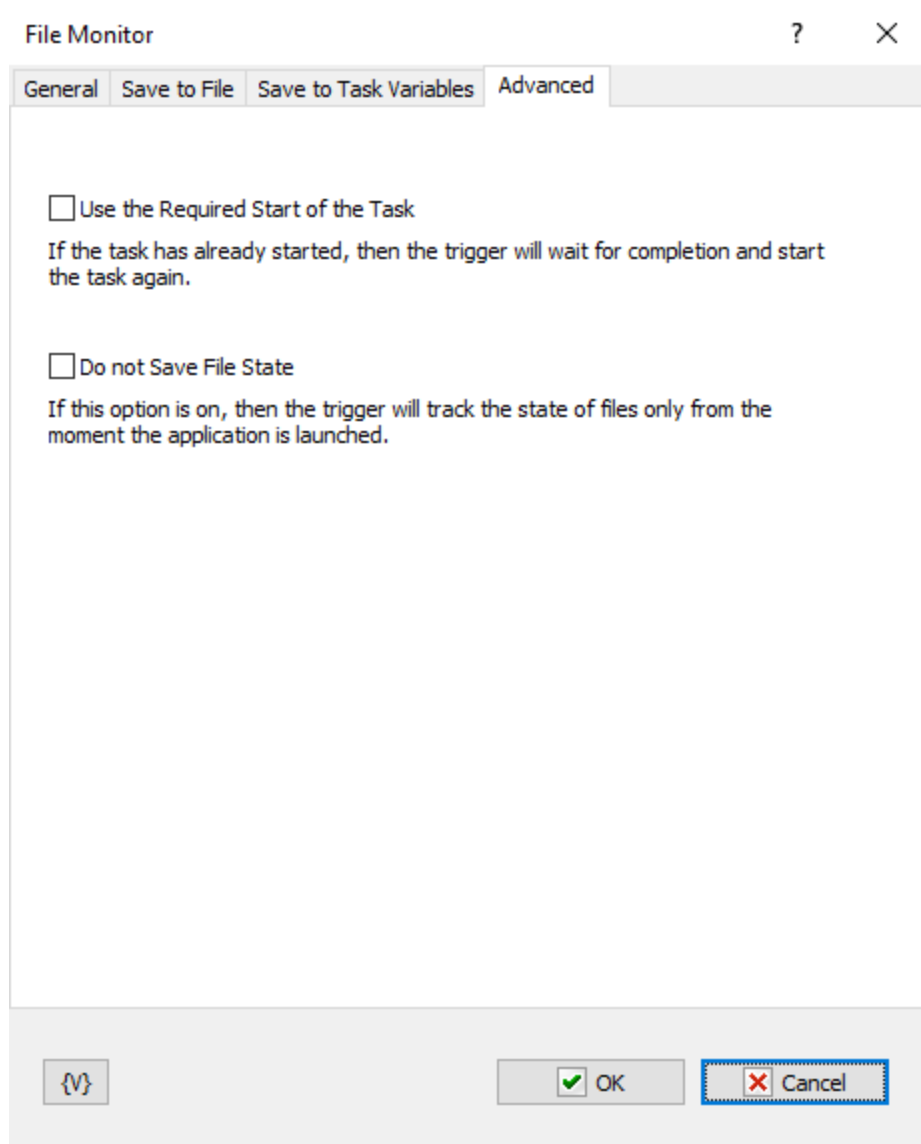 File Monitor ?
General Save to File Save to Task Variables Advanced
Use the Required Start of the Task
If the task has already started, then the trigger will wait for completion and start
the task again.
Do not Save File State
If this option is on, then the trigger will track the state of files only from the
moment the application is launched.
{V} OK Cancel